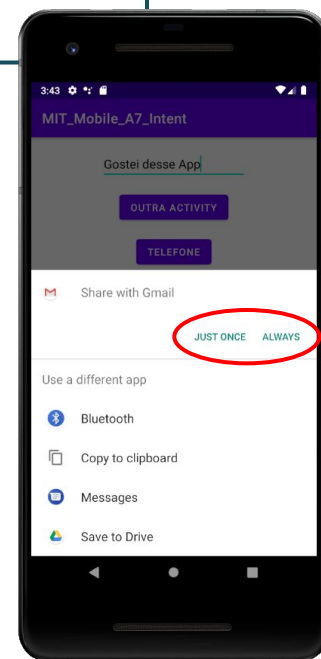 3:43
MIT_Mobile_A7_Intent
Gostei desse App
OUTRA ACTIVITY
TELEFONE
Share with Gmail
JUST ONCE ALWAYS
Use a different app
Bluetooth
Copy to clipboard
Messages
Save to Drive